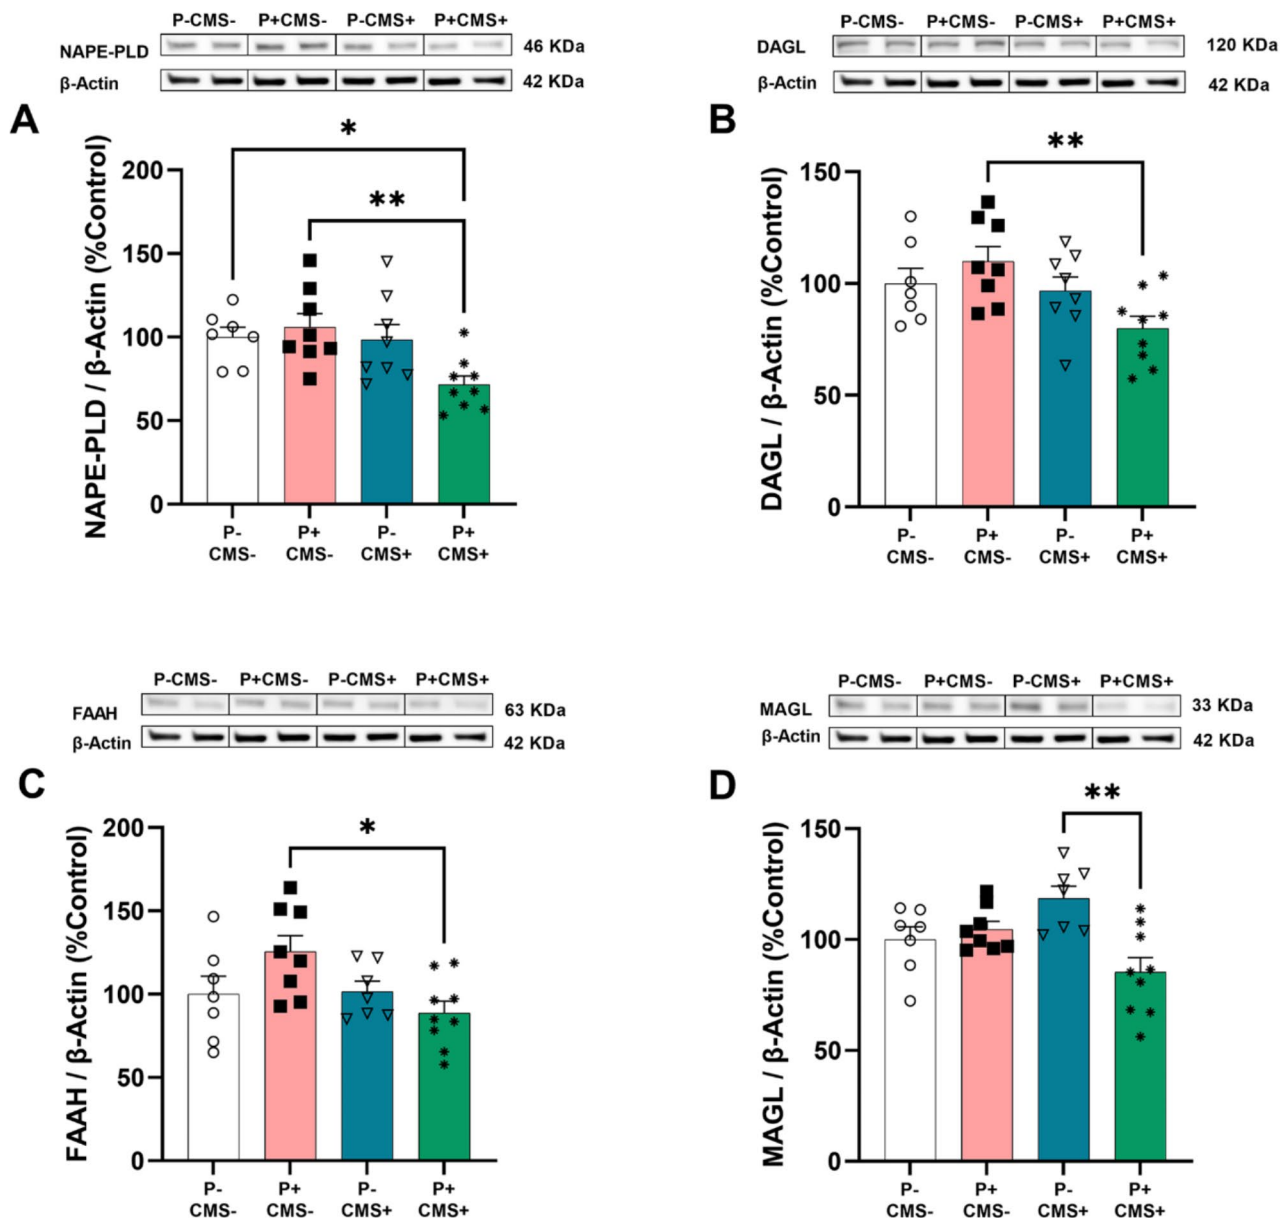 P-CMS- P+CMS- P-CMS+ P+CMS+
NAPE-PLD 46 KDa
β-Actin 42 KDa
P-CMS- P+CMS- P-CMS+ P+CMS+
DAGL 120 KDa
β-Actin 42 KDa
A
NAPE-PLD / β-Actin (%Control)
200
150
100
50
0
*
**
P- P+ P- P+
CMS- CMS- CMS+ CMS+
B
DAGL / β-Actin (%Control)
150
100
50
0
**
P- P+ P- P+
CMS- CMS- CMS+ CMS+
P-CMS- P+CMS- P-CMS+ P+CMS+
FAAH 63 KDa
β-Actin 42 KDa
P-CMS- P+CMS- P-CMS+ P+CMS+
MAGL 33 KDa
β-Actin 42 KDa
C
FAAH / β-Actin (%Control)
200
150
100
50
0
*
P- P+ P- P+
CMS- CMS- CMS+ CMS+
D
MAGL / β-Actin (%Control)
150
100
50
0
**
P- P+ P- P+
CMS- CMS- CMS+ CMS+